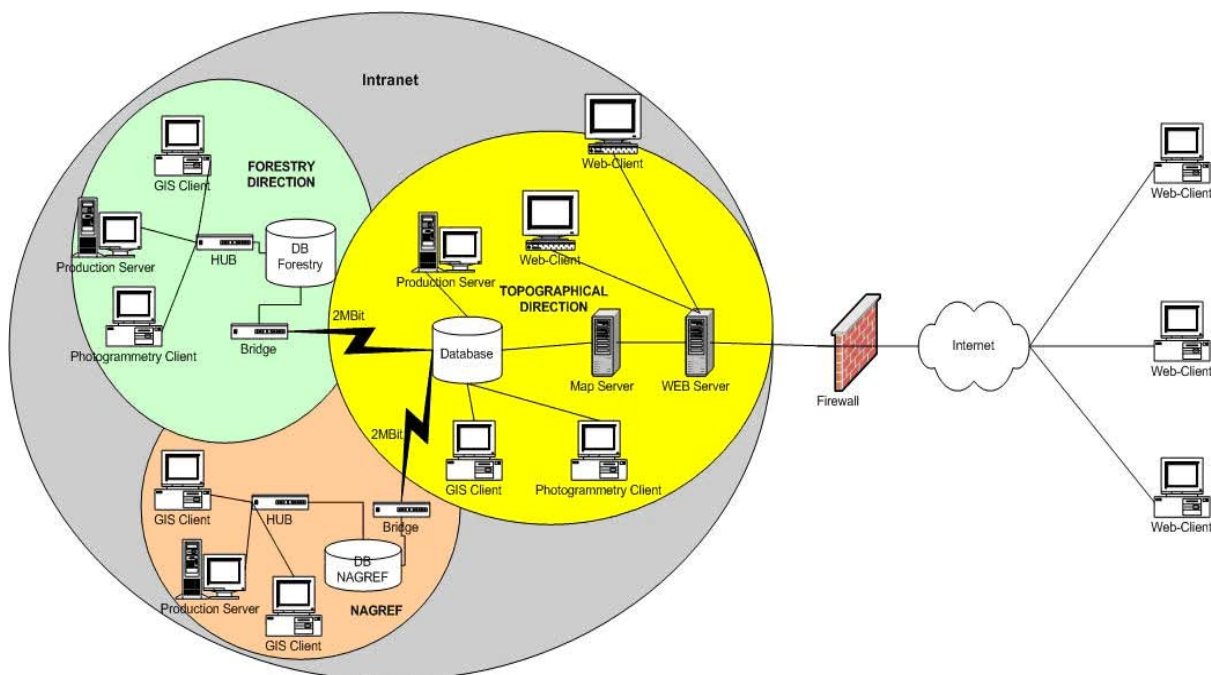 Intranet
GIS Client
FORESTRY
DIRECTION
Production Server
HUB
DB
Forestry
Photogrammetry Client
Bridge
2MBit
Web-Client
Web-Client
Production Server
TOPOGRAPHICAL
DIRECTION
Database
Map Server
WEB Server
GIS Client
Photogrammetry Client
2MBit
GIS Client
HUB
Bridge
DB
NAGREF
Production Server
GIS Client
NAGREF
Firewall
Internet
Web-Client
Web-Client
Web-Client